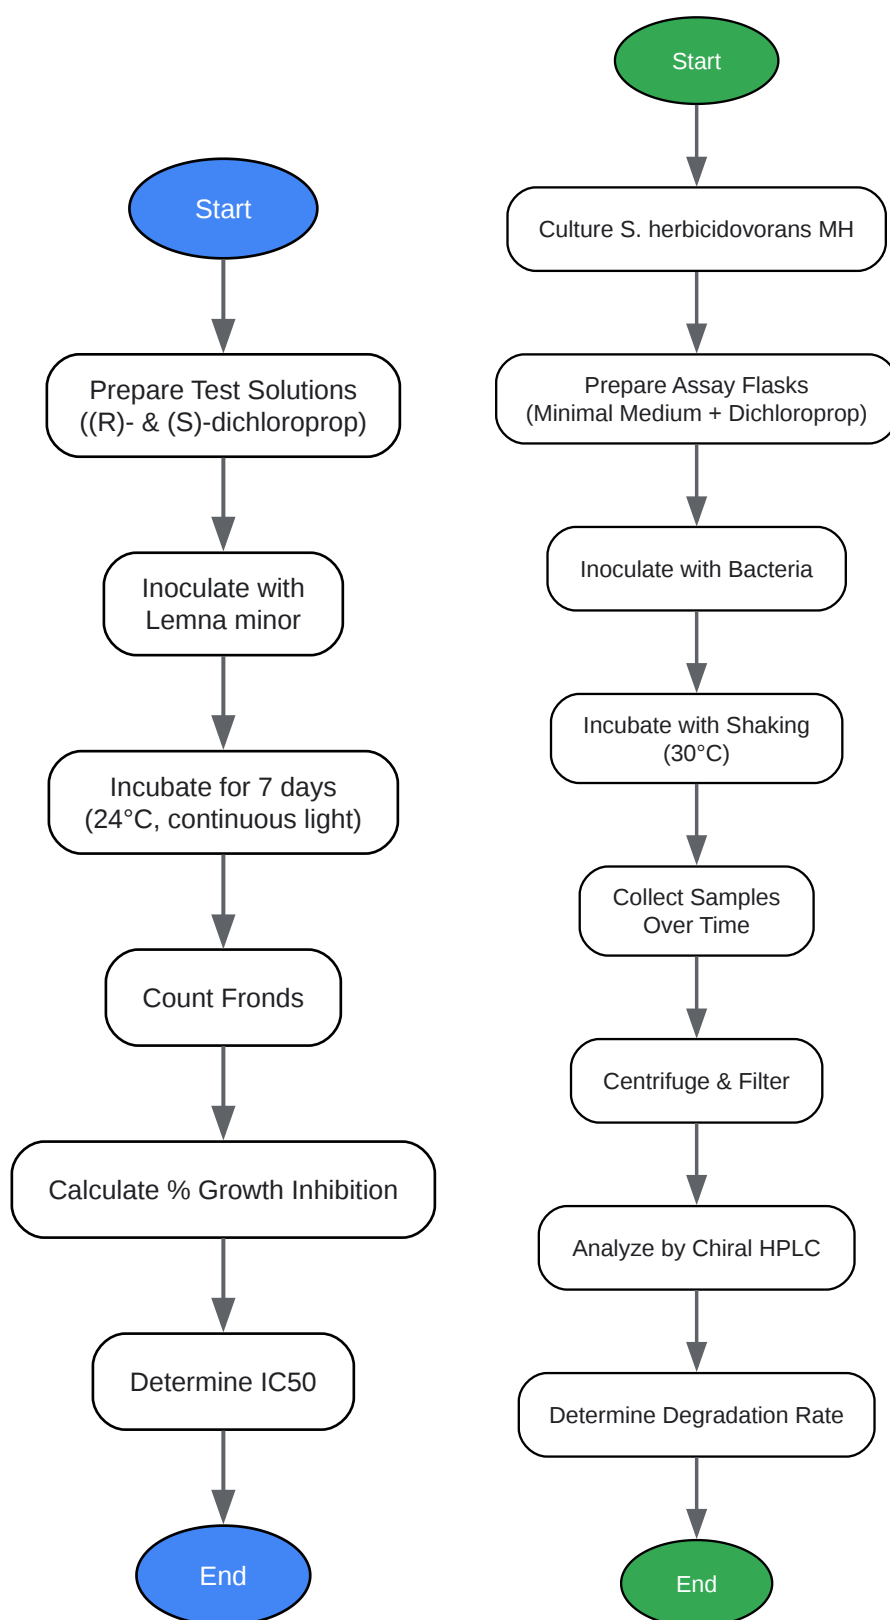 Start
Prepare Test Solutions
((R)- & (S)-dichloroprop)
Inoculate with
Lemna minor
Incubate for 7 days
(24°C, continuous light)
Count Fronds
Calculate % Growth Inhibition
Determine IC50
End
Start
Culture S. herbicidovorans MH
Prepare Assay Flasks
(Minimal Medium + Dichloroprop)
Inoculate with Bacteria
Incubate with Shaking
(30°C)
Collect Samples
Over Time
Centrifuge & Filter
Analyze by Chiral HPLC
Determine Degradation Rate
End